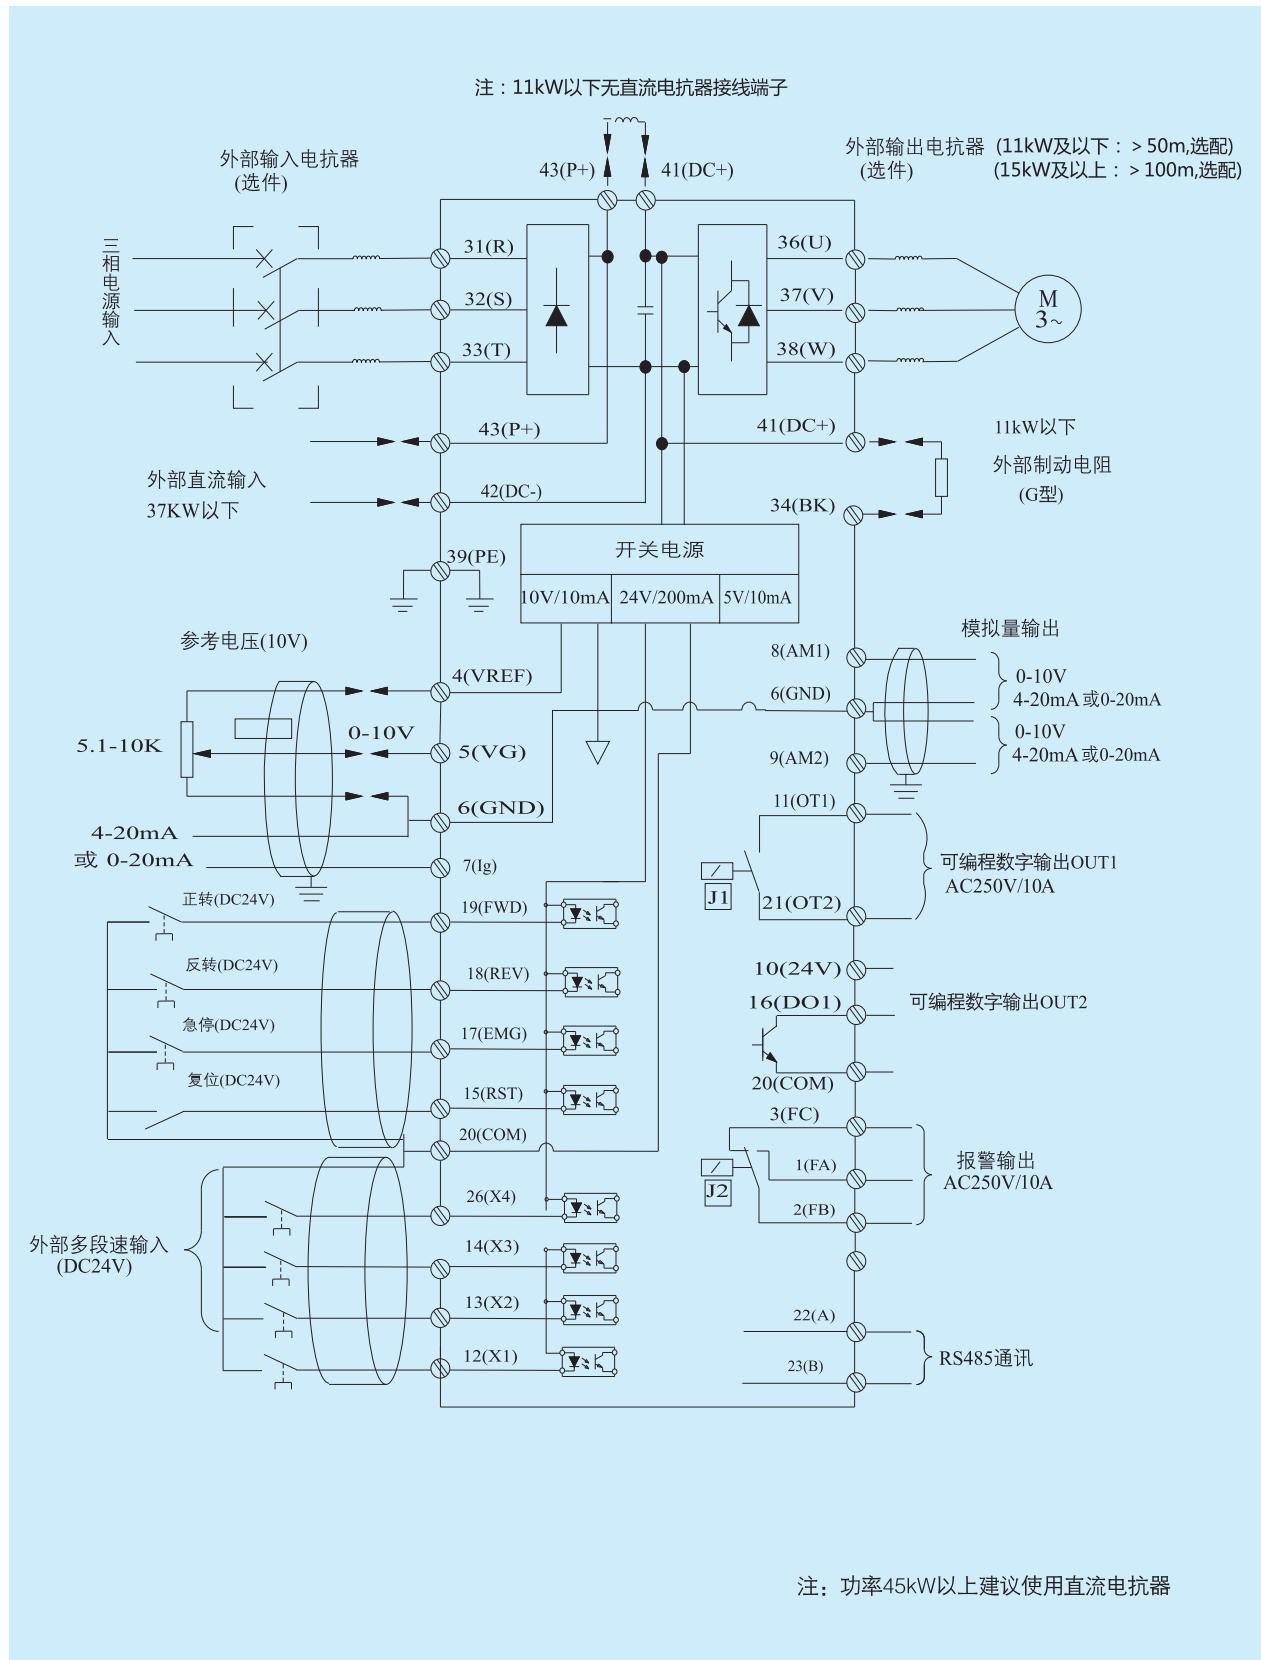 注：11kW以下无直流电抗器接线端子
外部输入电抗器
(选件)
43(P+)
41(DC+)
外部输出电抗器 (11kW及以下：> 50m,选配)
(选件)
(15kW及以上：> 100m,选配)
三相电源输入
31(R)
32(S)
33(T)
36(U)
37(V)
38(W)
M
3~
43(P+)
41(DC+)
11kW以下
外部制动电阻
(G型)
外部直流输入
37KW以下
42(DC-)
34(BK)
39(PE)
开关电源
10V/10mA
24V/200mA
5V/10mA
参考电压(10V)
4(VREF)
8(AM1)
模拟量输出
0-10V
4-20mA 或0-20mA
6(GND)
0-10V
4-20mA 或0-20mA
9(AM2)
5.1-10K
0-10V
5(VG)
6(GND)
4-20mA
或 0-20mA
7(Ig)
11(OT1)
可编程数字输出OUT1
AC250V/10A
J1
21(OT2)
正转(DC24V)
19(FWD)
反转(DC24V)
18(REV)
急停(DC24V)
17(EMG)
复位(DC24V)
15(RST)
20(COM)
10(24V)
16(DO1)
可编程数字输出OUT2
20(COM)
3(FC)
1(FA)
报警输出
AC250V/10A
J2
2(FB)
外部多段速输入
(DC24V)
26(X4)
14(X3)
13(X2)
12(X1)
22(A)
RS485通讯
23(B)
注：功率45kW以上建议使用直流电抗器